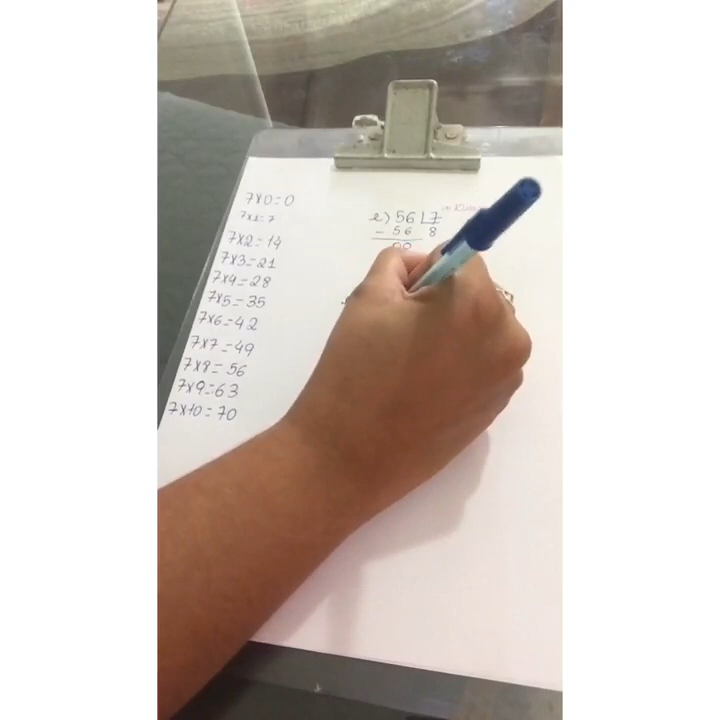 7x0=0
7x1=7
7x2=14
7x3=21
7x4=28
7x5=35
7x6=42
7x7=49
7x8=56
7x9=63
7x10=70
e) 56 7
- 56 8
00